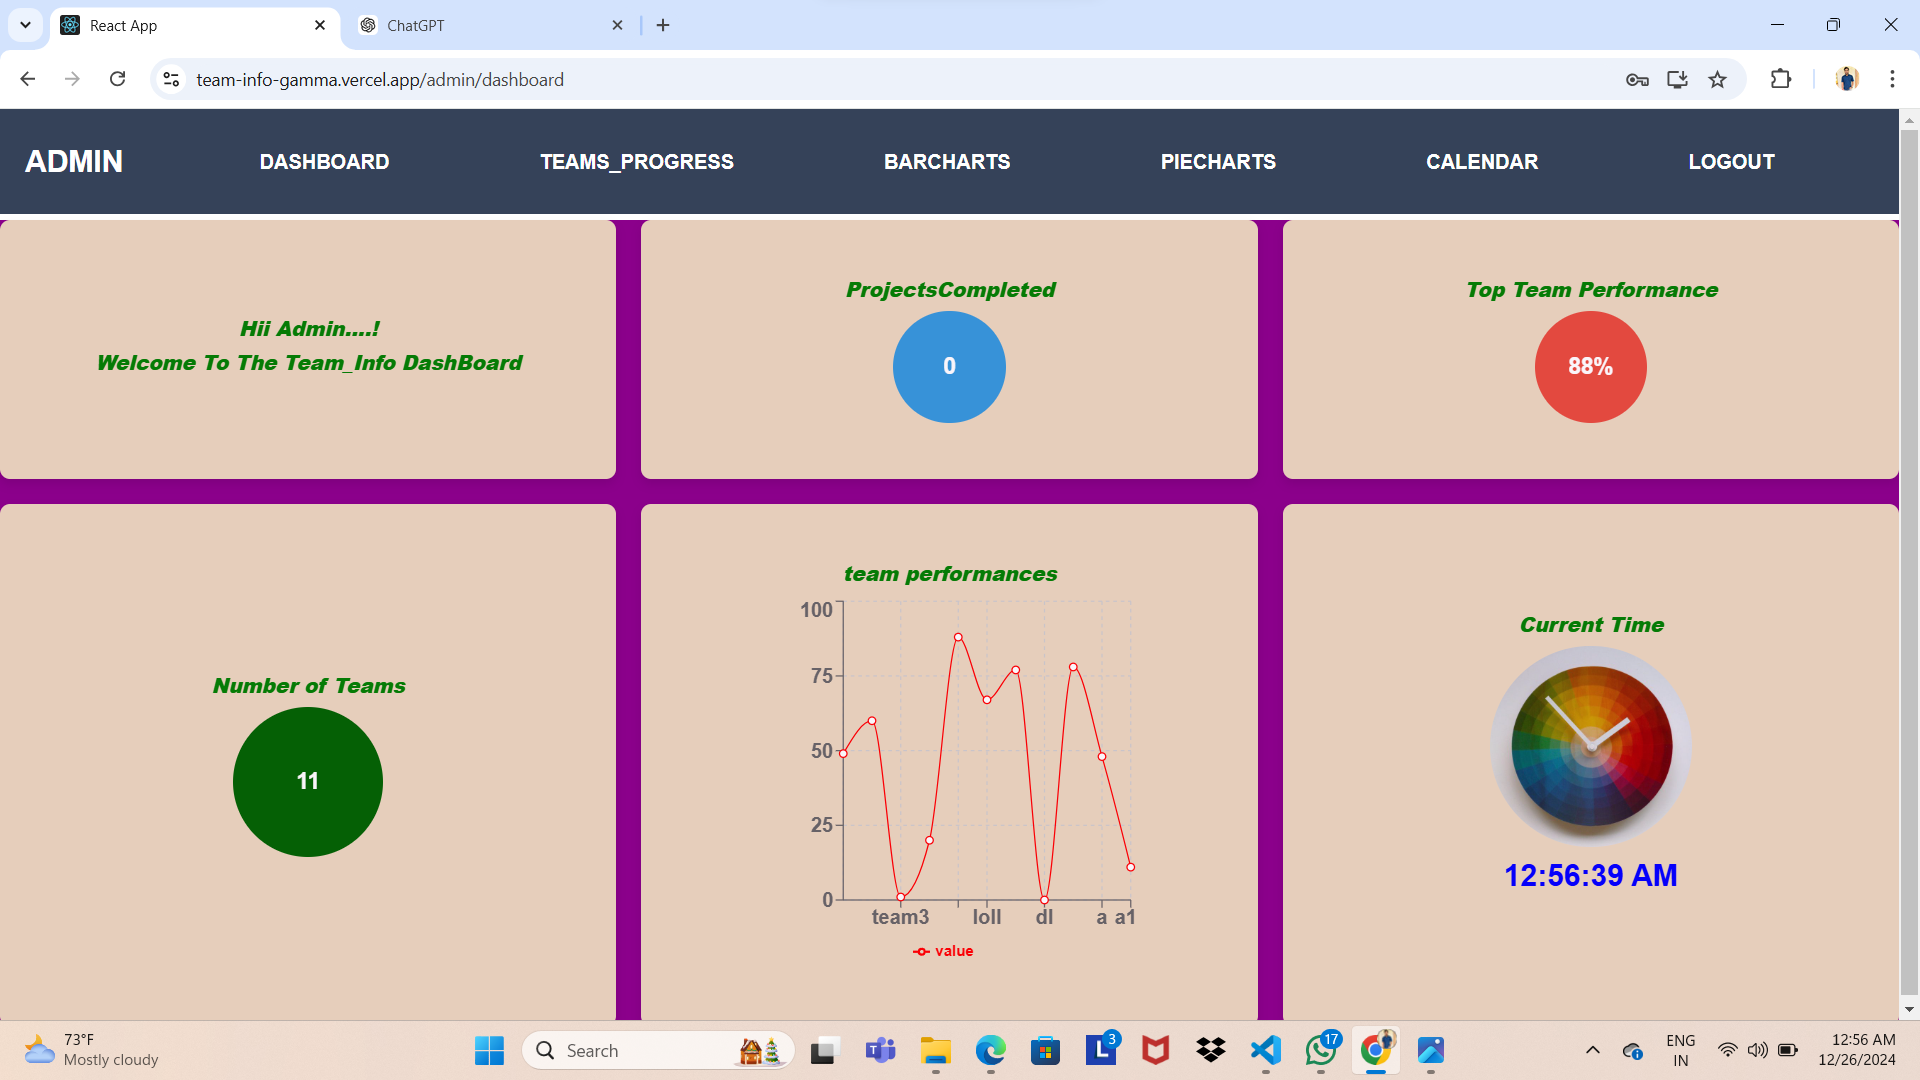 React App
ChatGPT
team-info-gamma.vercel.app/admin/dashboard
ADMIN
DASHBOARD
TEAMS_PROGRESS
BARCHARTS
PIECHARTS
CALENDAR
LOGOUT
Hii Admin....!
Welcome To The Team_Info DashBoard
ProjectsCompleted
0
Top Team Performance
88%
Number of Teams
11
team performances
100
75
50
25
0
team3
loll
dl
a
a1
value
Current Time
12:56:39 AM
73°F
Mostly cloudy
Search
T
L
3
17
ENG
IN
12:56 AM
12/26/2024